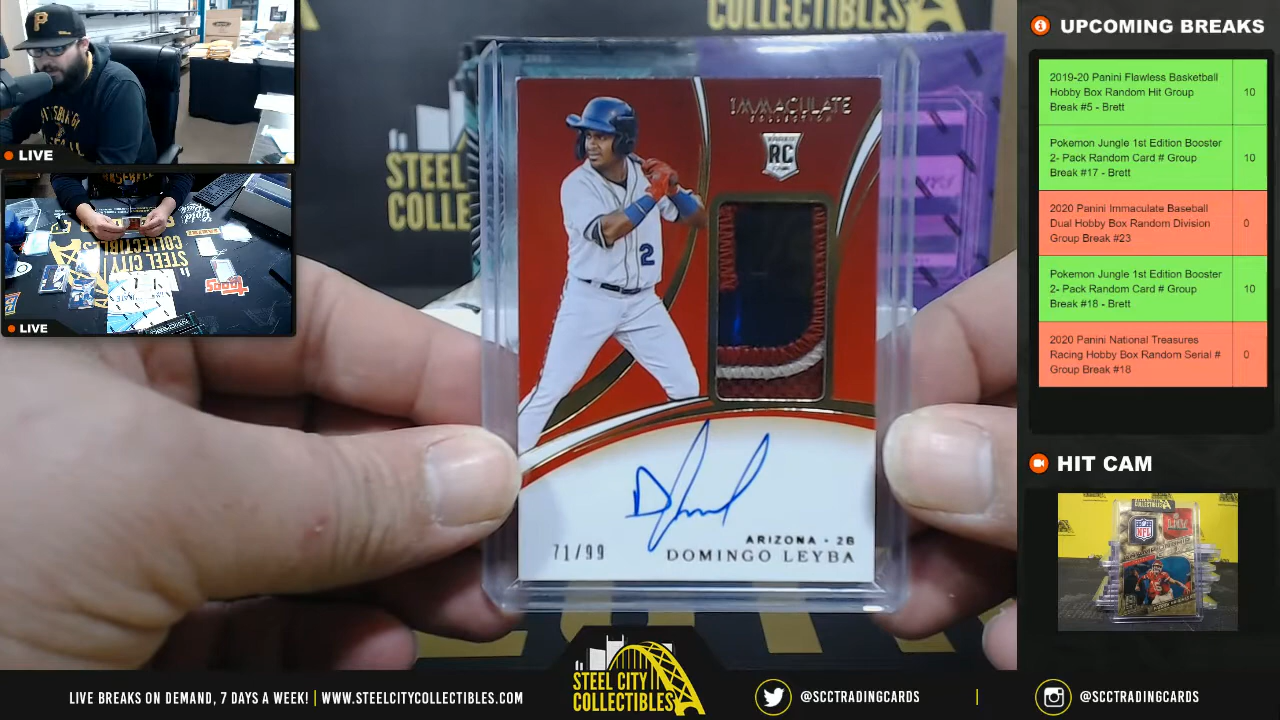 LIVE
LIVE
STEEL CITY
COLLECTIBLES
IMMACULATE
COLLECTION
RC
2
71/99
ARIZONA • 2B
DOMINGO LEYBA
UPCOMING BREAKS
2019-20 Panini Flawless Basketball
Hobby Box Random Hit Group
Break #5 - Brett
10
Pokemon Jungle 1st Edition Booster
2- Pack Random Card # Group
Break #17 - Brett
10
2020 Panini Immaculate Baseball
Dual Hobby Box Random Division
Group Break #23
0
Pokemon Jungle 1st Edition Booster
2- Pack Random Card # Group
Break #18 - Brett
10
2020 Panini National Treasures
Racing Hobby Box Random Serial #
Group Break #18
0
HIT CAM
NFL
LIVE BREAKS ON DEMAND, 7 DAYS A WEEK! | WWW.STEELCITYCOLLECTIBLES.COM
STEEL CITY
COLLECTIBLES
@SCCTRADINGCARDS
|
@SCCTRADINGCARDS